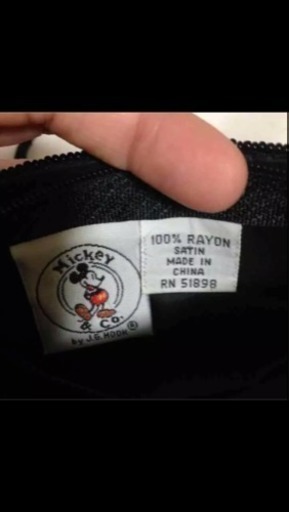 Mickey
& Co.
by J.G. HOOK ®
100% RAYON
SATIN
MADE IN
CHINA
RN 51898